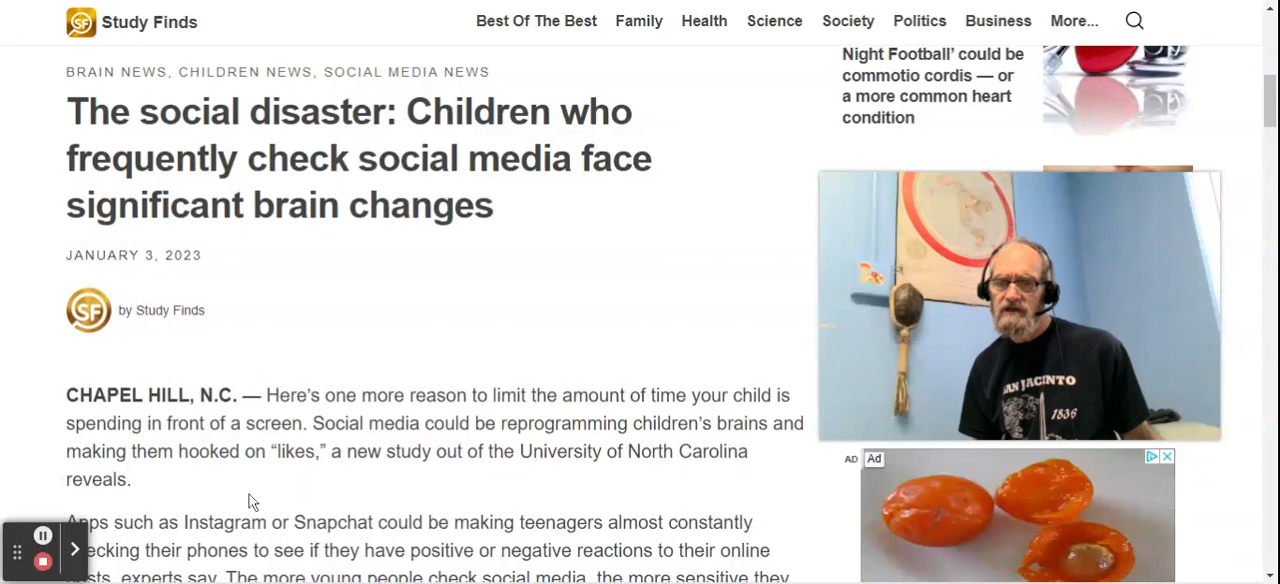 Study Finds
Best Of The Best Family Health Science Society Politics Business More...
BRAIN NEWS, CHILDREN NEWS, SOCIAL MEDIA NEWS
The social disaster: Children who
frequently check social media face
significant brain changes
JANUARY 3, 2023
SF
by Study Finds
CHAPEL HILL, N.C. — Here's one more reason to limit the amount of time your child is
spending in front of a screen. Social media could be reprogramming children's brains and
making them hooked on “likes,” a new study out of the University of North Carolina
reveals.
Apps such as Instagram or Snapchat could be making teenagers almost constantly
checking their phones to see if they have positive or negative reactions to their online
posts, experts say. The more young people check social media, the more sensitive they
Night Football’ could be
commotio cordis — or
a more common heart
condition
SAN JACINTO
1836
AD
Ad